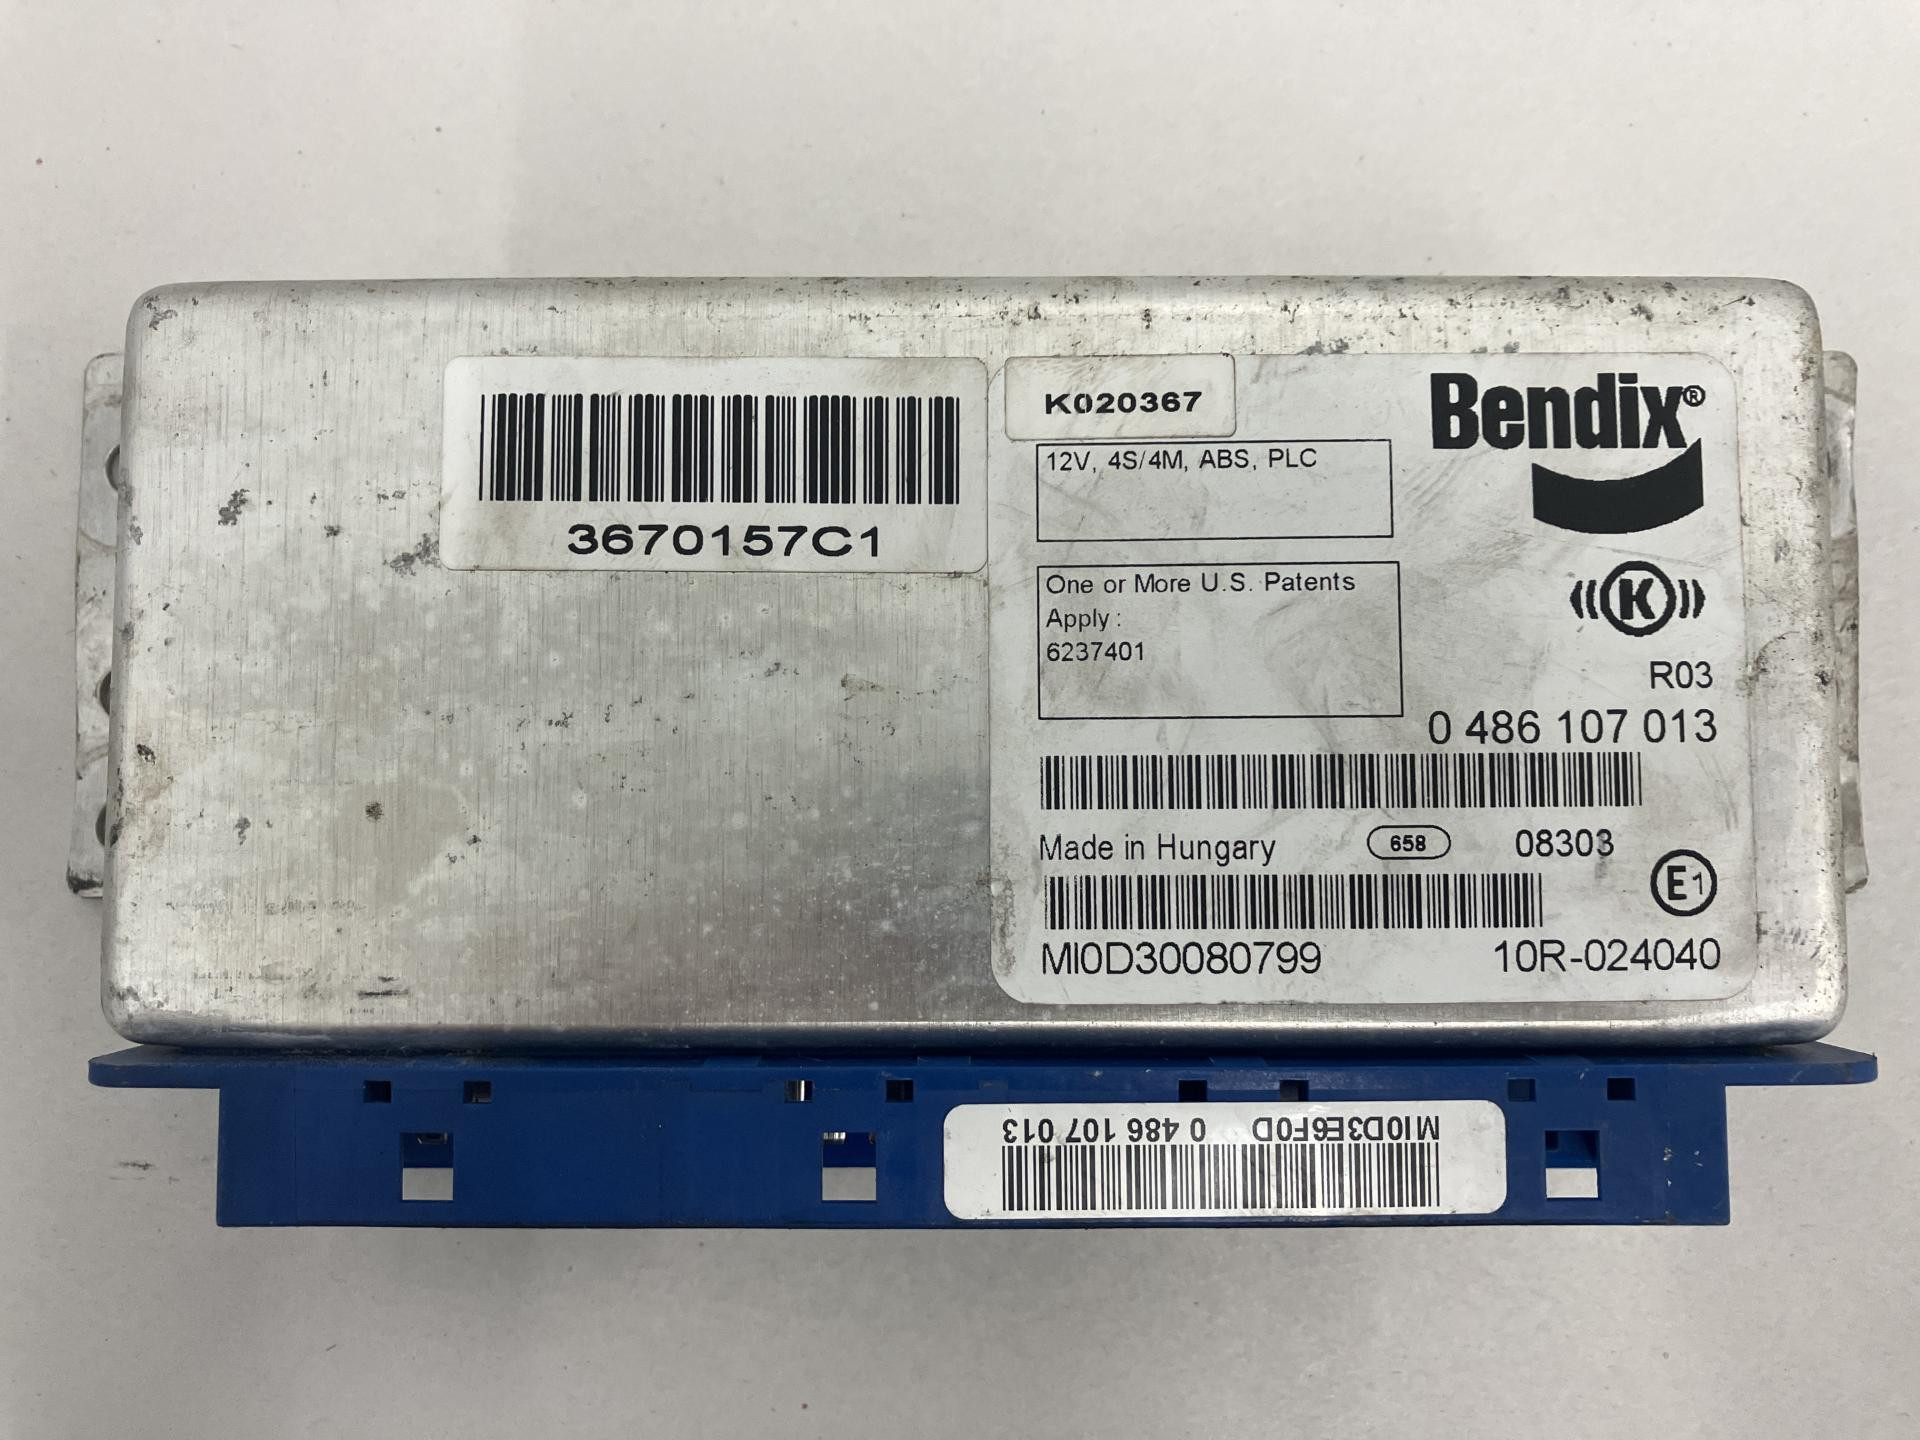 3670157C1
K020367
Bendix®
12V, 4S/4M, ABS, PLC
One or More U.S. Patents
Apply :
6237401
K
R03
0 486 107 013
Made in Hungary 658 08303
E1
MI0D30080799 10R-024040
MI0D3E6F0D 0 486 107 013